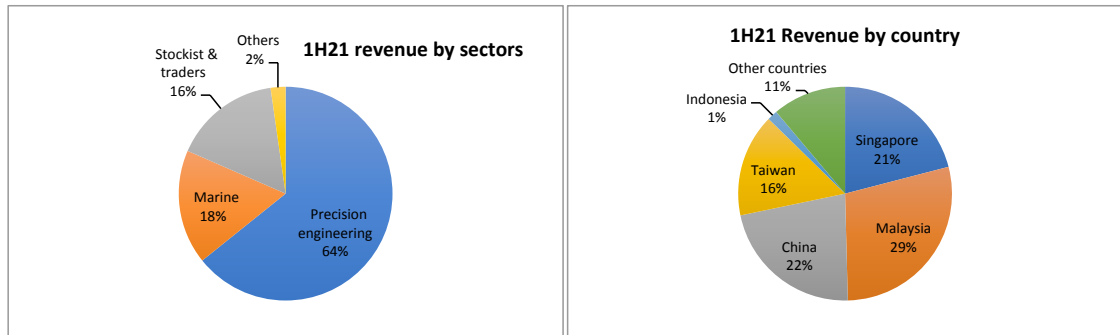 1H21 revenue by sectors
Others
2%
Stockist &
traders
16%
Marine
18%
Precision
engineering
64%
1H21 Revenue by country
Other countries
11%
Indonesia
1%
Singapore
21%
Taiwan
16%
Malaysia
29%
China
22%